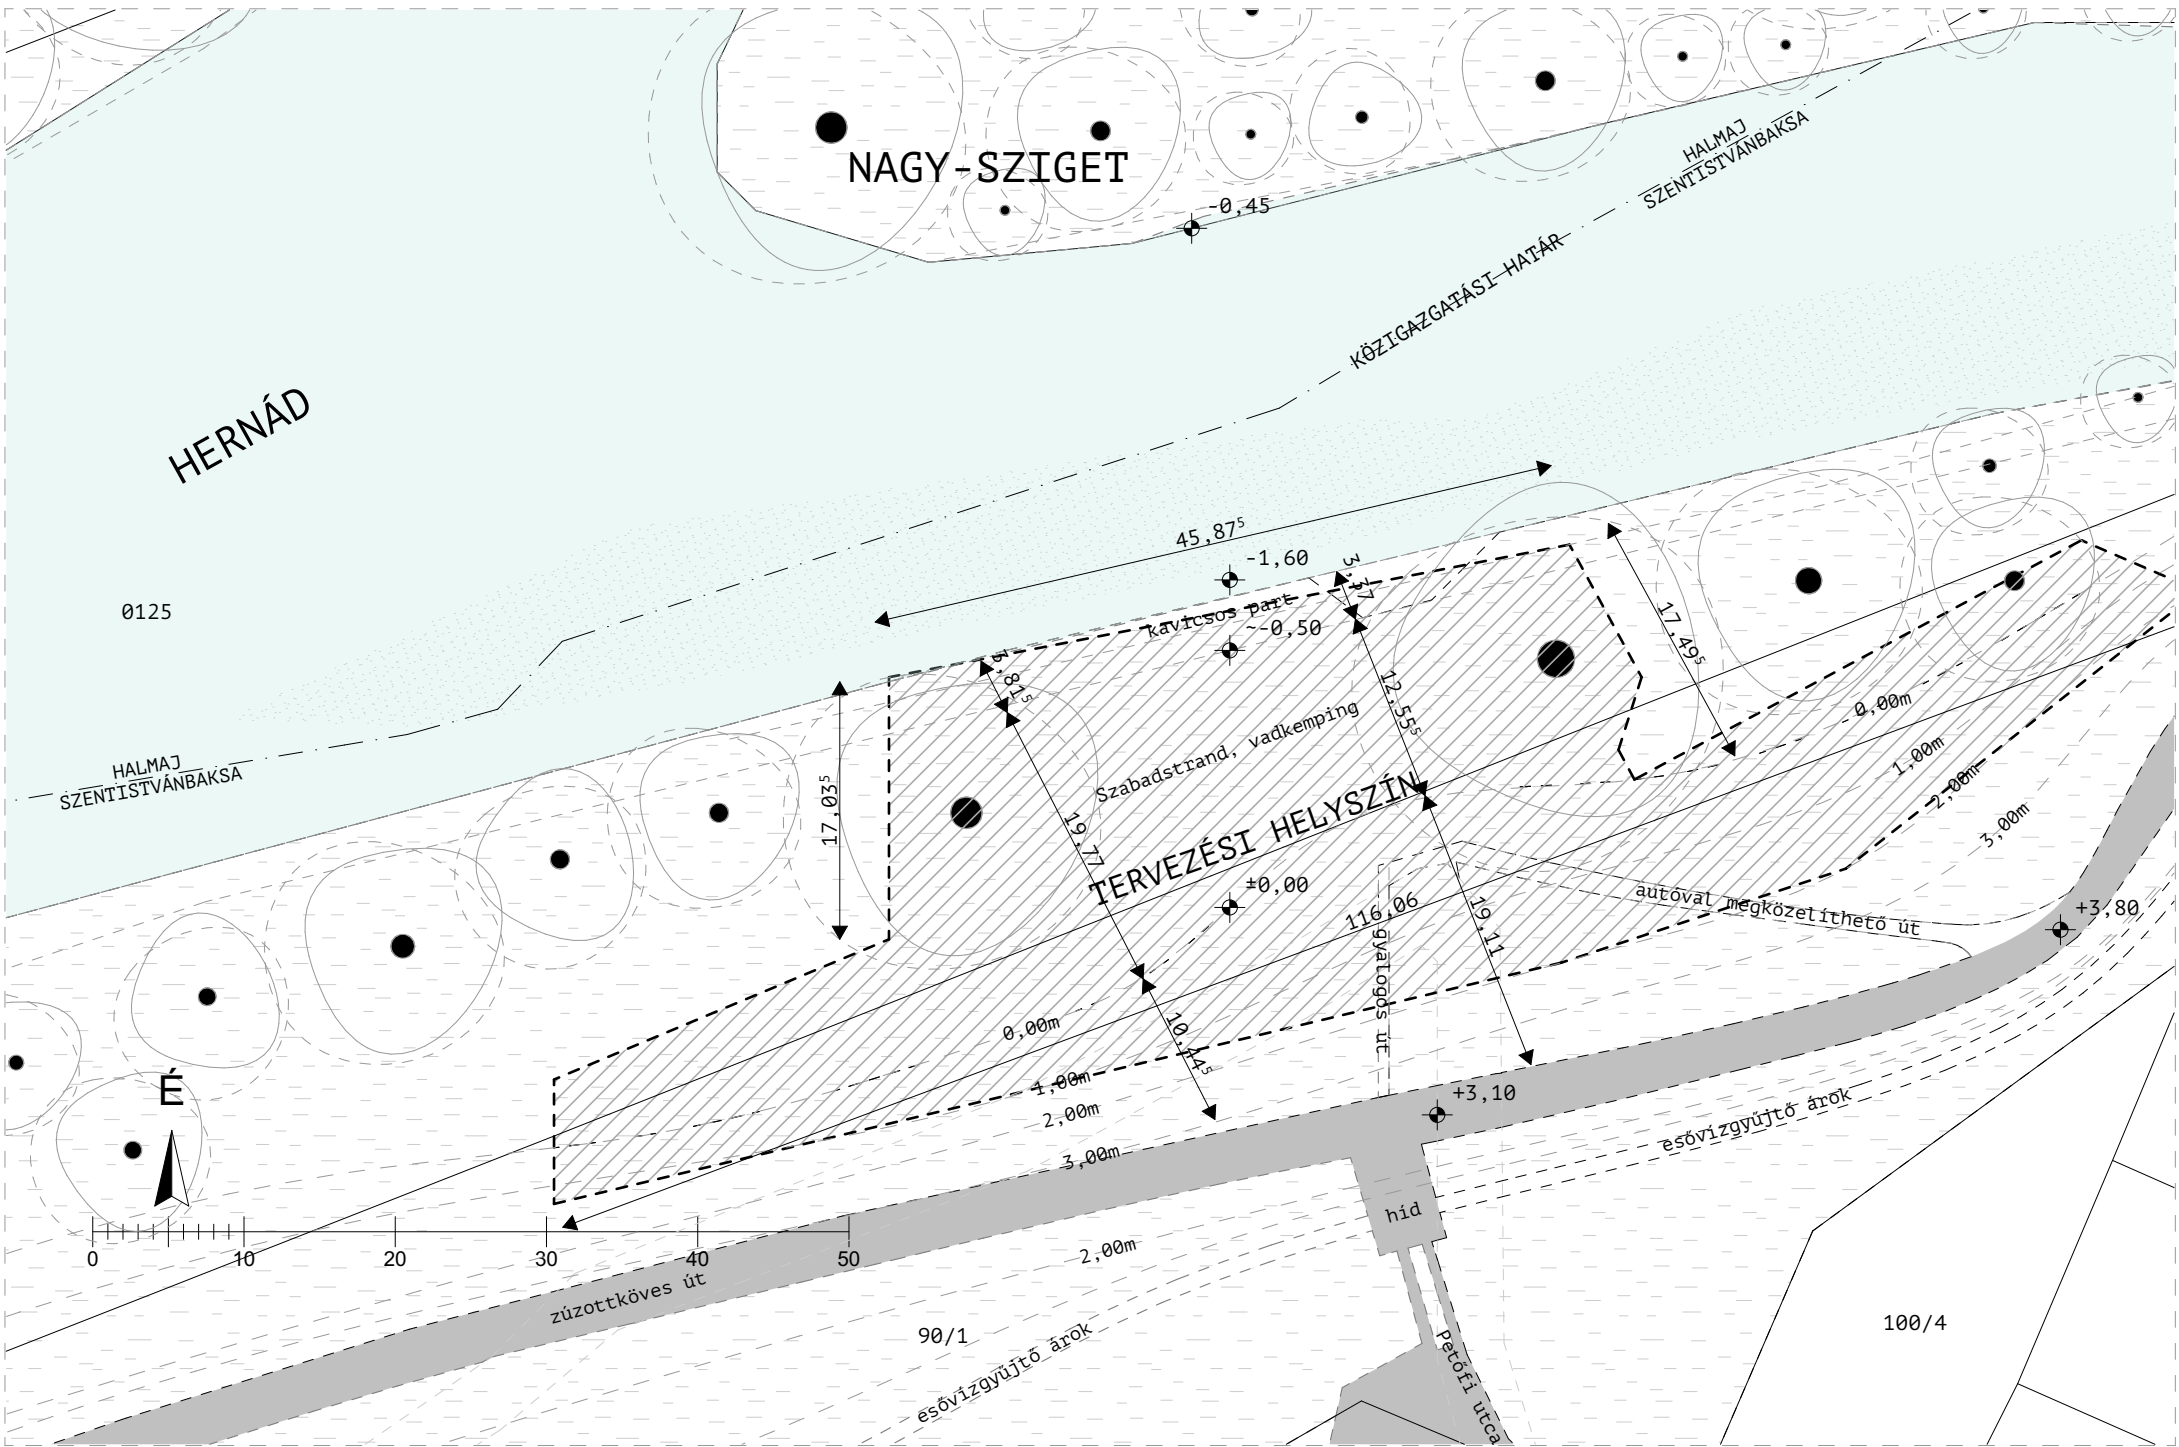 NAGY-SZIGET
-0,45
HALMAJ
SZENTISTVÁNBAKSA
KÖZIGAZGATÁSI HATÁR
HERNÁD
0125
45,87⁵
-1,60
3,37
kavicsos part
~-0,50
3,81⁵
17,49⁵
12,55⁵
Szabadstrand, vadkemping
0,00m
1,00m
2,00m
3,00m
HALMAJ
SZENTISTVÁNBAKSA
17,03⁵
19,77
TERVEZÉSI HELYSZÍN
±0,00
116,06
19,11
autóval megközelíthető út
+3,80
gyalogos út
0,00m
10,44⁵
1,00m
2,00m
3,00m
+3,10
esővízgyűjtő árok
É
híd
0 10 20 30 40 50
2,00m
zúzottköves út
90/1
esővízgyűjtő árok
Petőfi utca
100/4